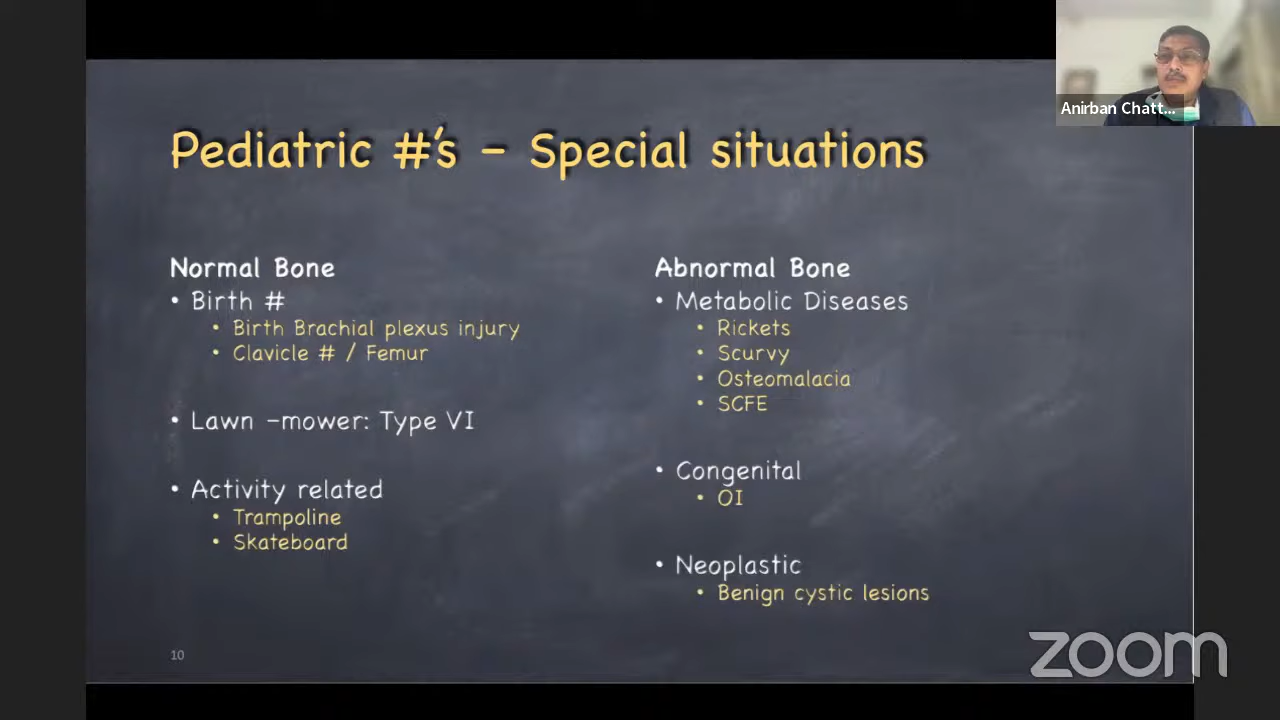 Anirban Chatt...
Pediatric #'s - Special situations
Normal Bone
• Birth #
• Birth Brachial plexus injury
• Clavicle # / Femur
• Lawn -mower: Type VI
• Activity related
• Trampoline
• Skateboard
Abnormal Bone
• Metabolic Diseases
• Rickets
• Scurvy
• Osteomalacia
• SCFE
• Congenital
• OI
• Neoplastic
• Benign cystic lesions
10
zoom